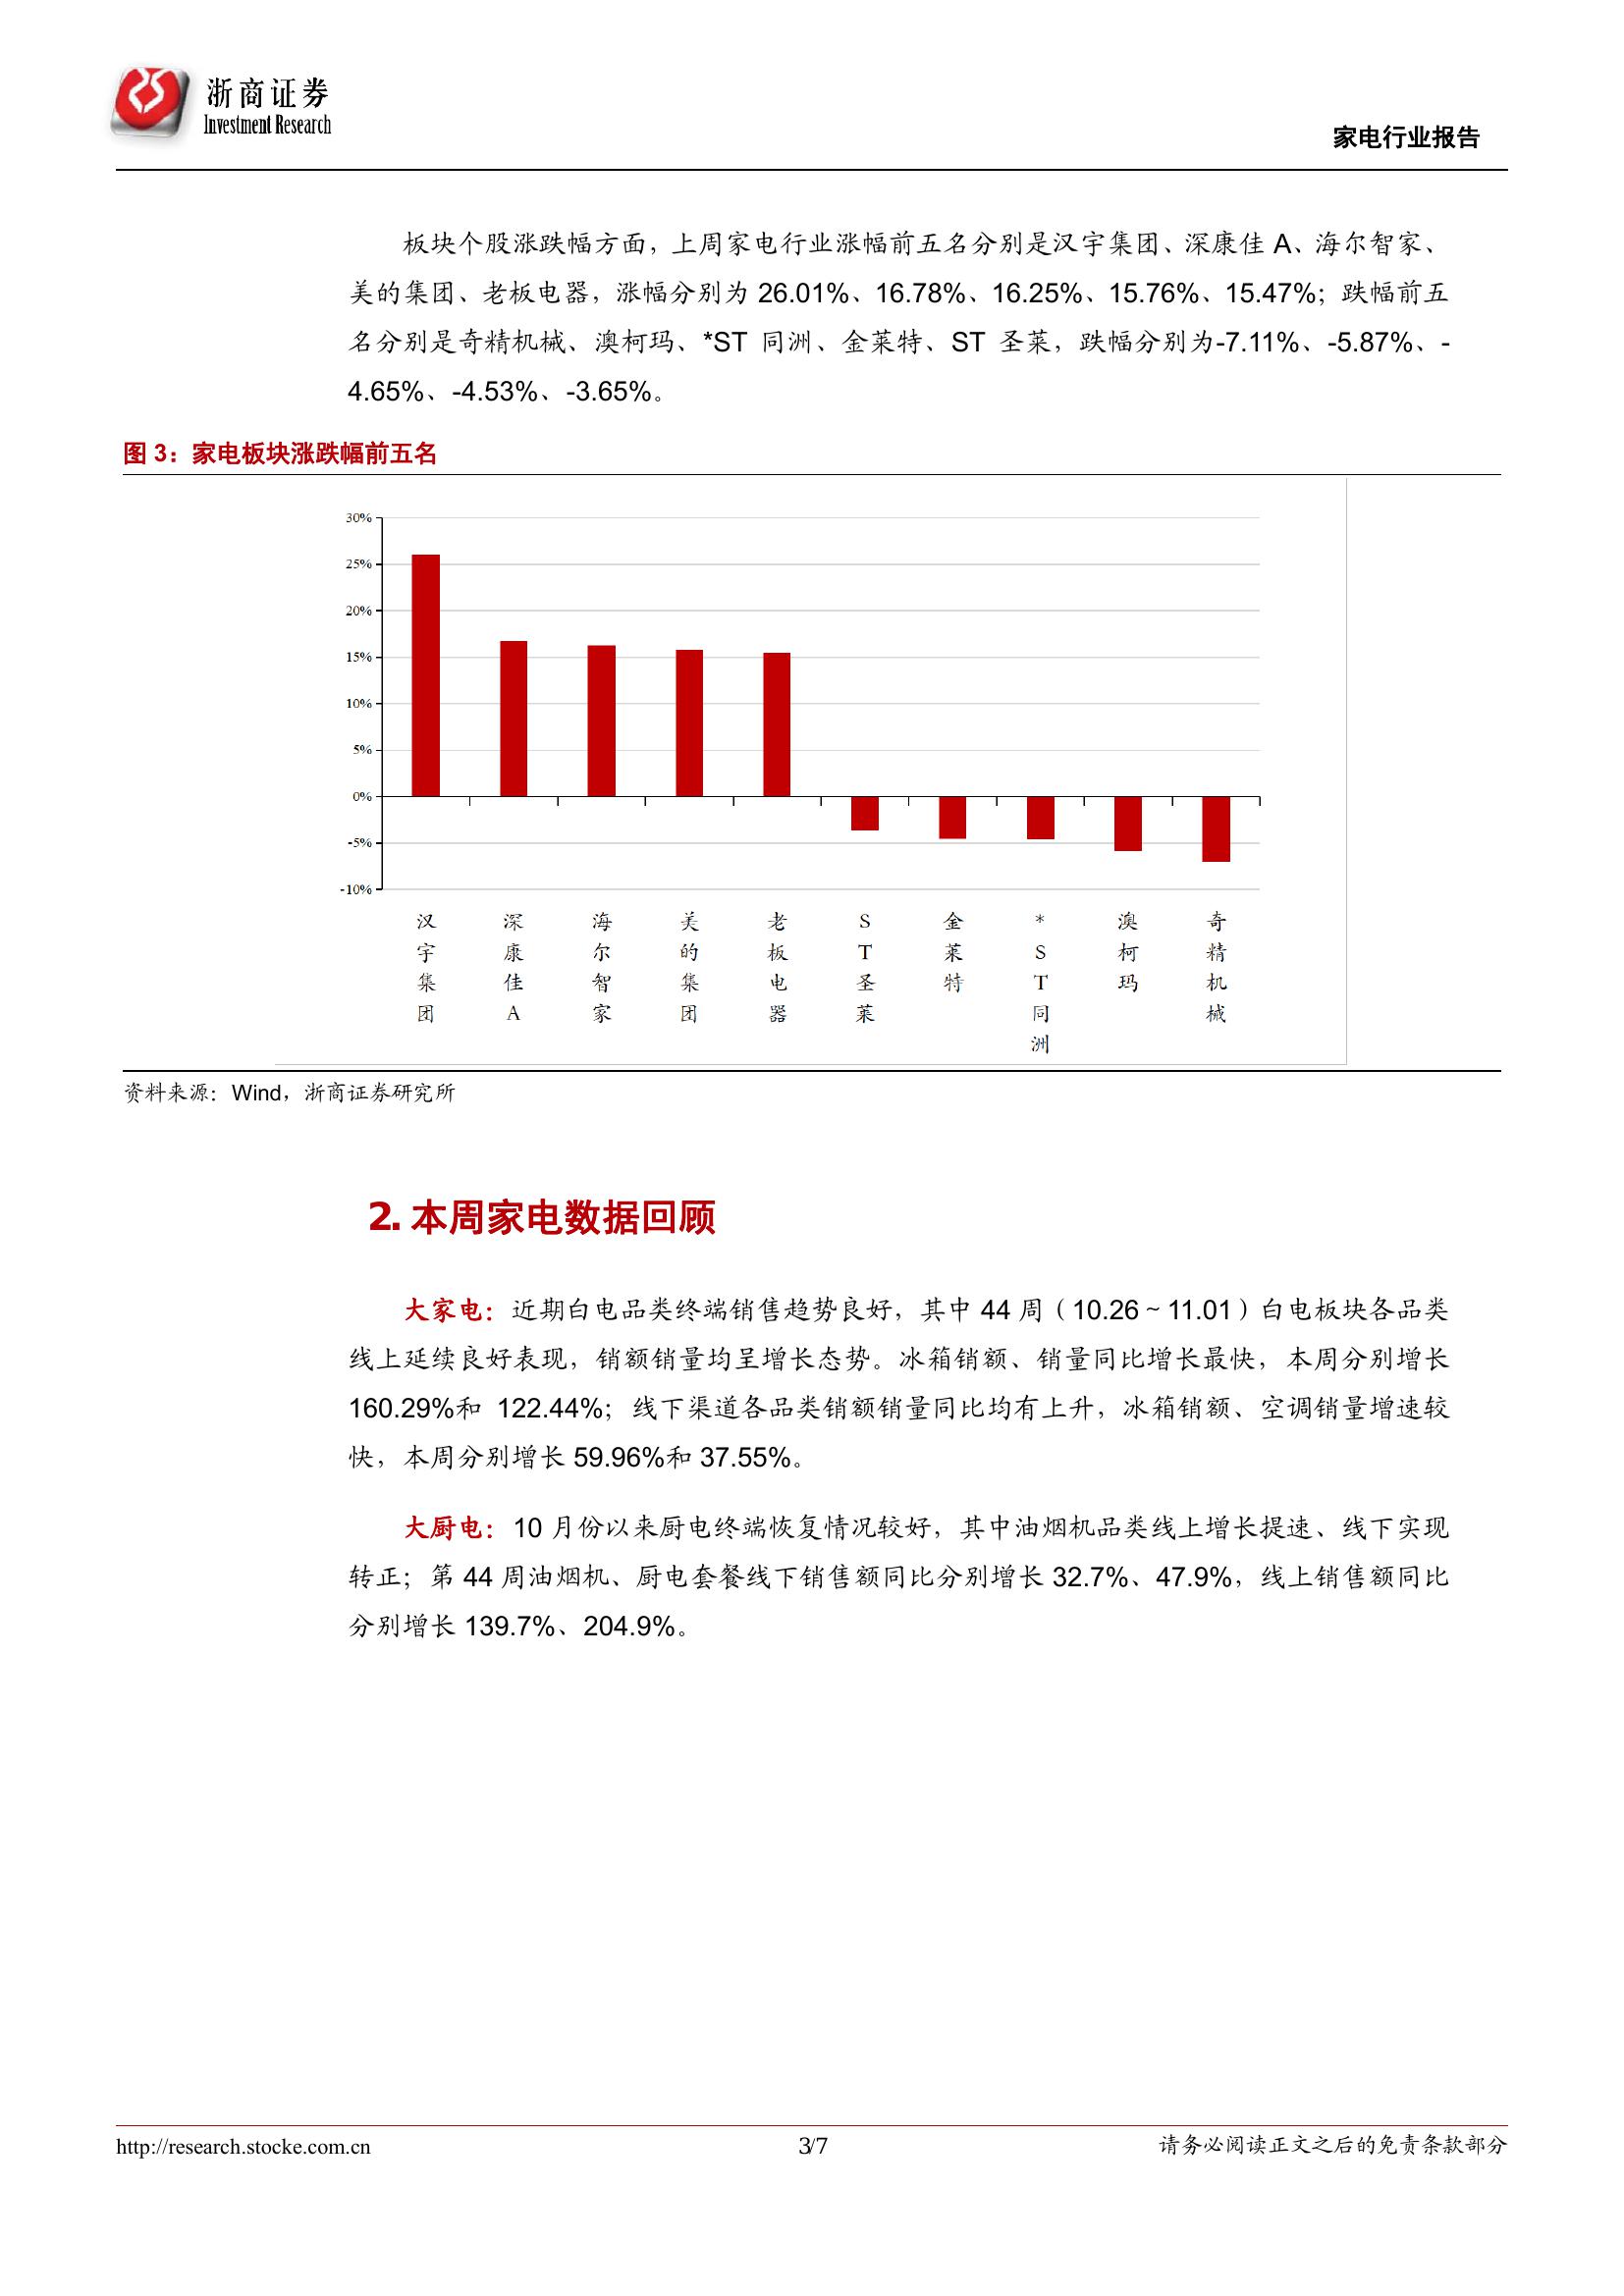 浙商证券
Investment Research
家电行业报告
板块个股涨跌幅方面，上周家电行业涨幅前五名分别是汉宇集团、深康佳 A、海尔智家、
美的集团、老板电器，涨幅分别为 26.01%、16.78%、16.25%、15.76%、15.47%；跌幅前五
名分别是奇精机械、澳柯玛、*ST 同洲、金莱特、ST 圣莱，跌幅分别为-7.11%、-5.87%、-
4.65%、-4.53%、-3.65%。
图 3：家电板块涨跌幅前五名
30%
25%
20%
15%
10%
5%
0%
-5%
-10%
汉宇集团
深康佳A
海尔智家
美的集团
老板电器
ST圣莱
金莱特
*ST同洲
澳柯玛
奇精机械
资料来源：Wind，浙商证券研究所
2. 本周家电数据回顾
大家电：近期白电品类终端销售趋势良好，其中 44 周（10.26～11.01）白电板块各品类
线上延续良好表现，销额销量均呈增长态势。冰箱销额、销量同比增长最快，本周分别增长
160.29%和 122.44%；线下渠道各品类销额销量同比均有上升，冰箱销额、空调销量增速较
快，本周分别增长 59.96%和 37.55%。
大厨电：10 月份以来厨电终端恢复情况较好，其中油烟机品类线上增长提速、线下实现
转正；第 44 周油烟机、厨电套餐线下销售额同比分别增长 32.7%、47.9%，线上销售额同比
分别增长 139.7%、204.9%。
http://research.stocke.com.cn
3/7
请务必阅读正文之后的免责条款部分